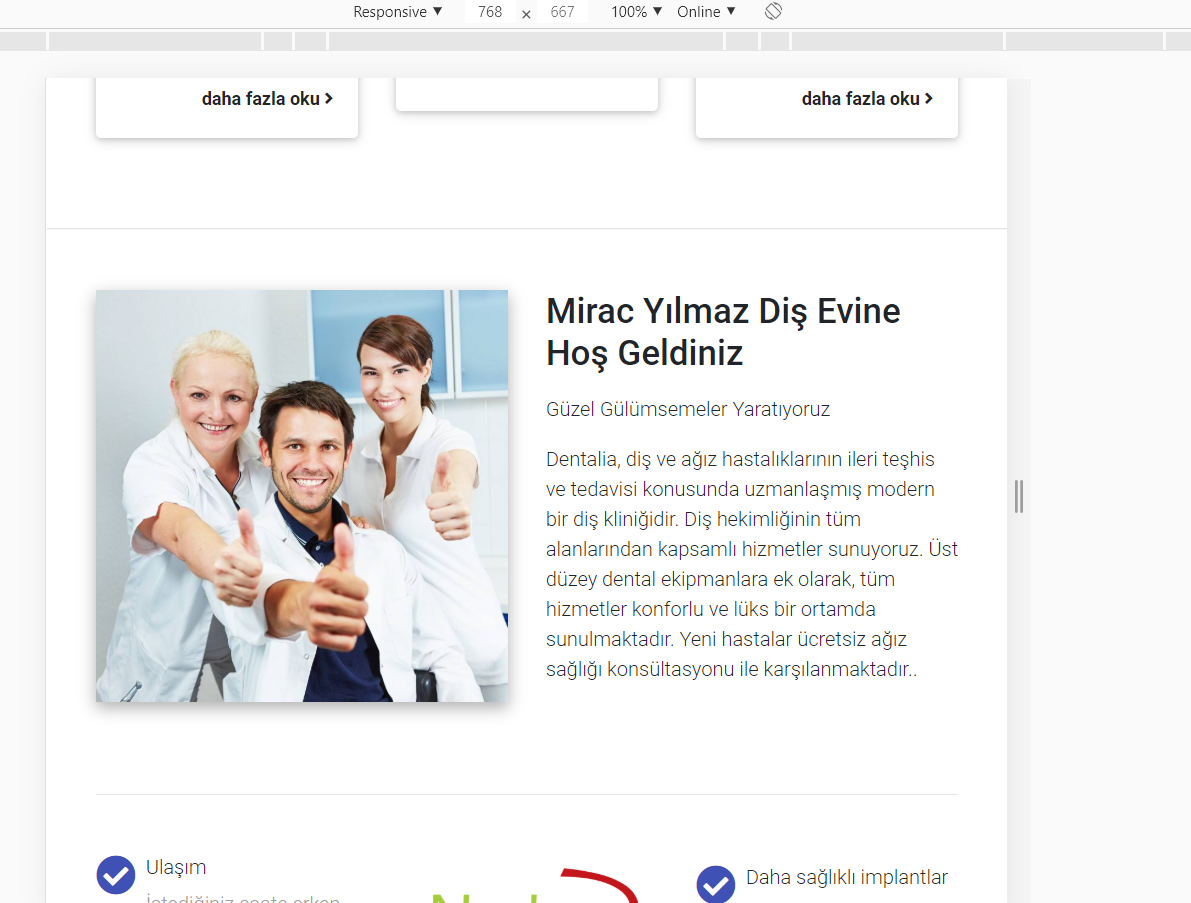 Responsive ▼ 768 × 667 100% ▼ Online ▼
daha fazla oku
daha fazla oku
Mirac Yılmaz Diş Evine
Hoş Geldiniz
Güzel Gülümsemeler Yaratıyoruz
Dentalia, diş ve ağız hastalıklarının ileri teşhis
ve tedavisi konusunda uzmanlaşmış modern
bir diş kliniğidir. Diş hekimliğinin tüm
alanlarından kapsamlı hizmetler sunuyoruz. Üst
düzey dental ekipmanlara ek olarak, tüm
hizmetler konforlu ve lüks bir ortamda
sunulmaktadır. Yeni hastalar ücretsiz ağız
sağlığı konsültasyonu ile karşılanmaktadır..
Ulaşım
İstediğiniz saate erken
Daha sağlıklı implantlar